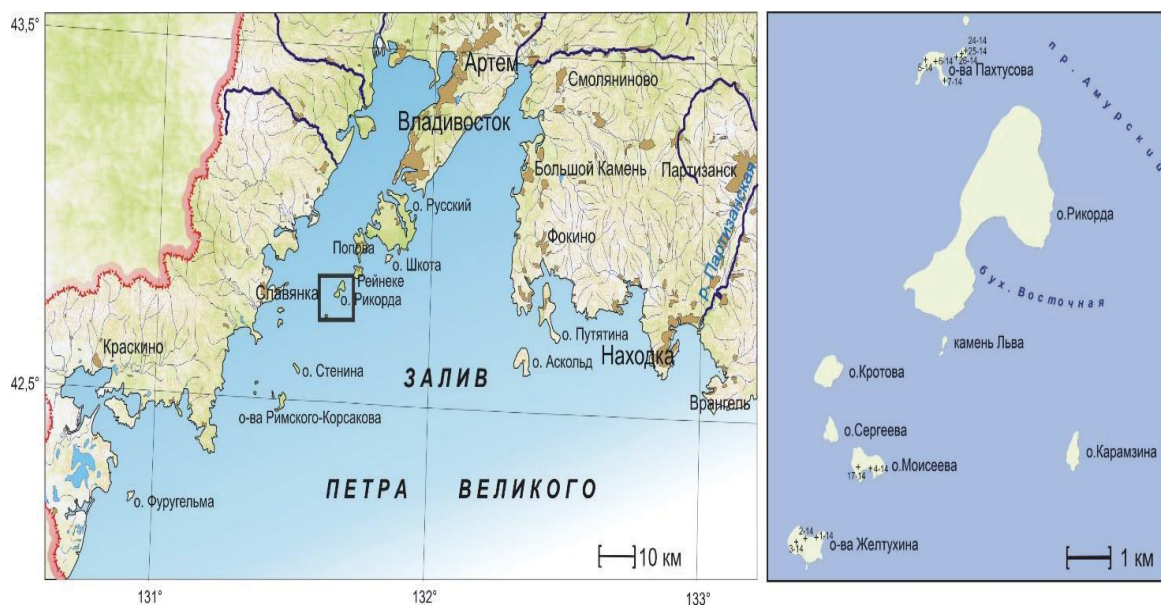 43,5°
Артем
Смоляниново
Владивосток
Большой Камень
Партизанск
о. Русский
р. Партизанская
Попова
Фокино
о. Шкота
Рейнеке
Славянка
о. Рикорда
о. Путятина
Краскино
Находка
42,5°
о. Стенина
ЗАЛИВ
о. Аскольд
Врангель
о-ва Римского-Корсакова
ПЕТРА ВЕЛИКОГО
о. Фуругельма
10 км
131°
132°
133°
24-14
25-14
26-14
5-14
6-14
о-ва Пахтусова
7-14
пр. Амурский
о.Рикорда
бух. Восточная
камень Льва
о.Кротова
о.Сергеева
о.Карамзина
17-14
4-14
о.Моисеева
2-14
1-14
3-14
о-ва Желтухина
1 км